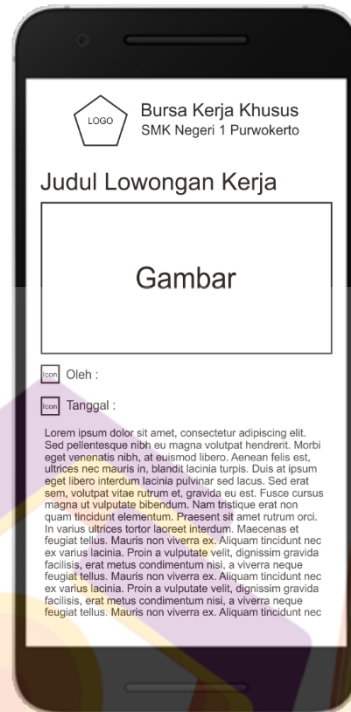 LOGO
Bursa Kerja Khusus
SMK Negeri 1 Purwokerto
Judul Lowongan Kerja
Gambar
Icon Oleh :
Icon Tanggal :
Lorem ipsum dolor sit amet, consectetur adipiscing elit.
Sed pellentesque nibh eu magna volutpat hendrerit. Morbi
eget venenatis nibh, at euismod libero. Aenean felis est,
ultrices nec mauris in, blandit lacinia turpis. Duis at ipsum
eget libero interdum lacinia pulvinar sed lacus. Sed erat
sem, volutpat vitae rutrum et, gravida eu est. Fusce cursus
magna ut vulputate bibendum. Nam tristique erat non
quam tincidunt elementum. Praesent sit amet rutrum orci.
In varius ultrices tortor laoreet interdum. Maecenas et
feugiat tellus. Mauris non viverra ex. Aliquam tincidunt nec
ex varius lacinia. Proin a vulputate velit, dignissim gravida
facilisis, erat metus condimentum nisi, a viverra neque
feugiat tellus. Mauris non viverra ex. Aliquam tincidunt nec
ex varius lacinia. Proin a vulputate velit, dignissim gravida
facilisis, erat metus condimentum nisi, a viverra neque
feugiat tellus. Mauris non viverra ex. Aliquam tincidunt nec